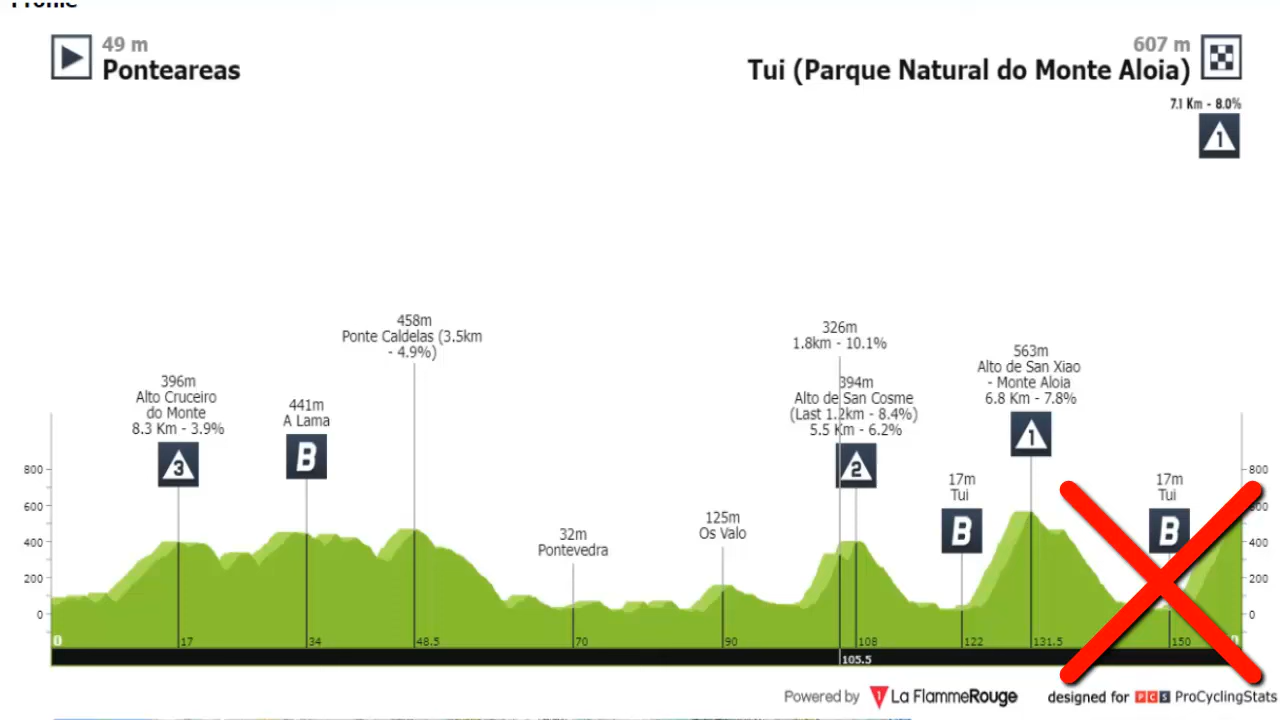 Profile
49 m
Ponteareas
607 m
Tui (Parque Natural do Monte Aloia)
7.1 Km - 8.0%
1
458m
Ponte Caldelas (3.5km
- 4.9%)
326m
1.8km - 10.1%
563m
Alto de San Xiao
- Monte Aloia
6.8 Km - 7.8%
1
396m
Alto Cruceiro
do Monte
8.3 Km - 3.9%
3
441m
A Lama
B
394m
Alto de San Cosme
(Last 1.2km - 8.4%)
5.5 Km - 6.2%
2
17m
Tui
B
17m
Tui
B
125m
Os Valo
32m
Pontevedra
800
600
400
200
0
800
400
200
0
0
17
34
48.5
70
90
108
122
131.5
150
105.5
Powered by 1 La FlammeRouge
designed for PCS ProCyclingStats